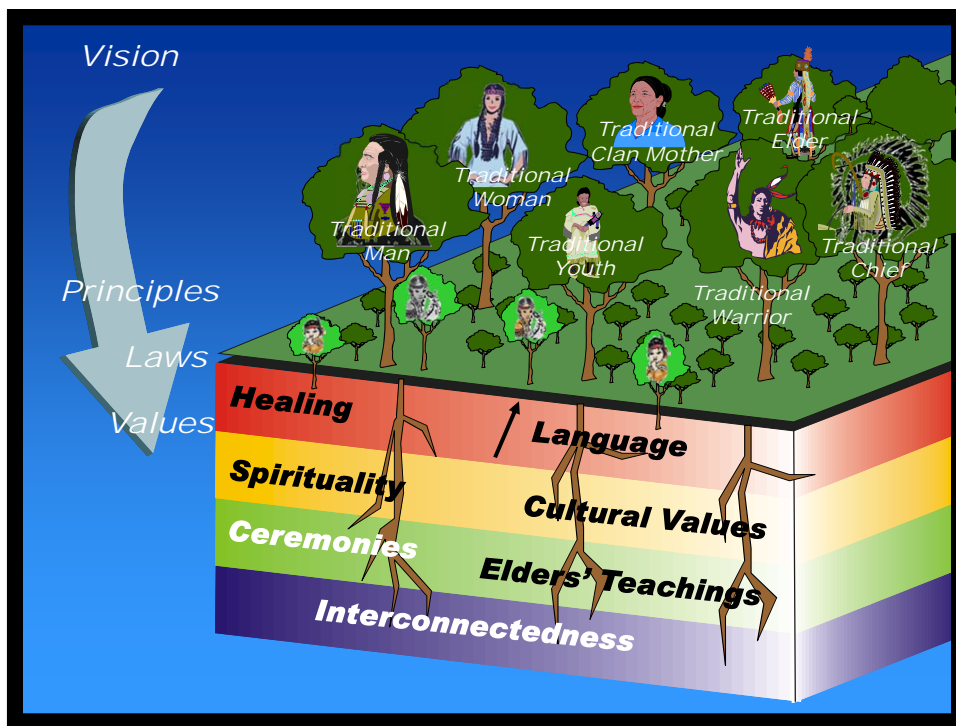 Vision
Principles
Laws
Values
Traditional
Man
Traditional
Woman
Traditional
Clan Mother
Traditional
Elder
Traditional
Youth
Traditional
Warrior
Traditional
Chief
Healing
Language
Spirituality
Cultural Values
Ceremonies
Elders’ Teachings
Interconnectedness